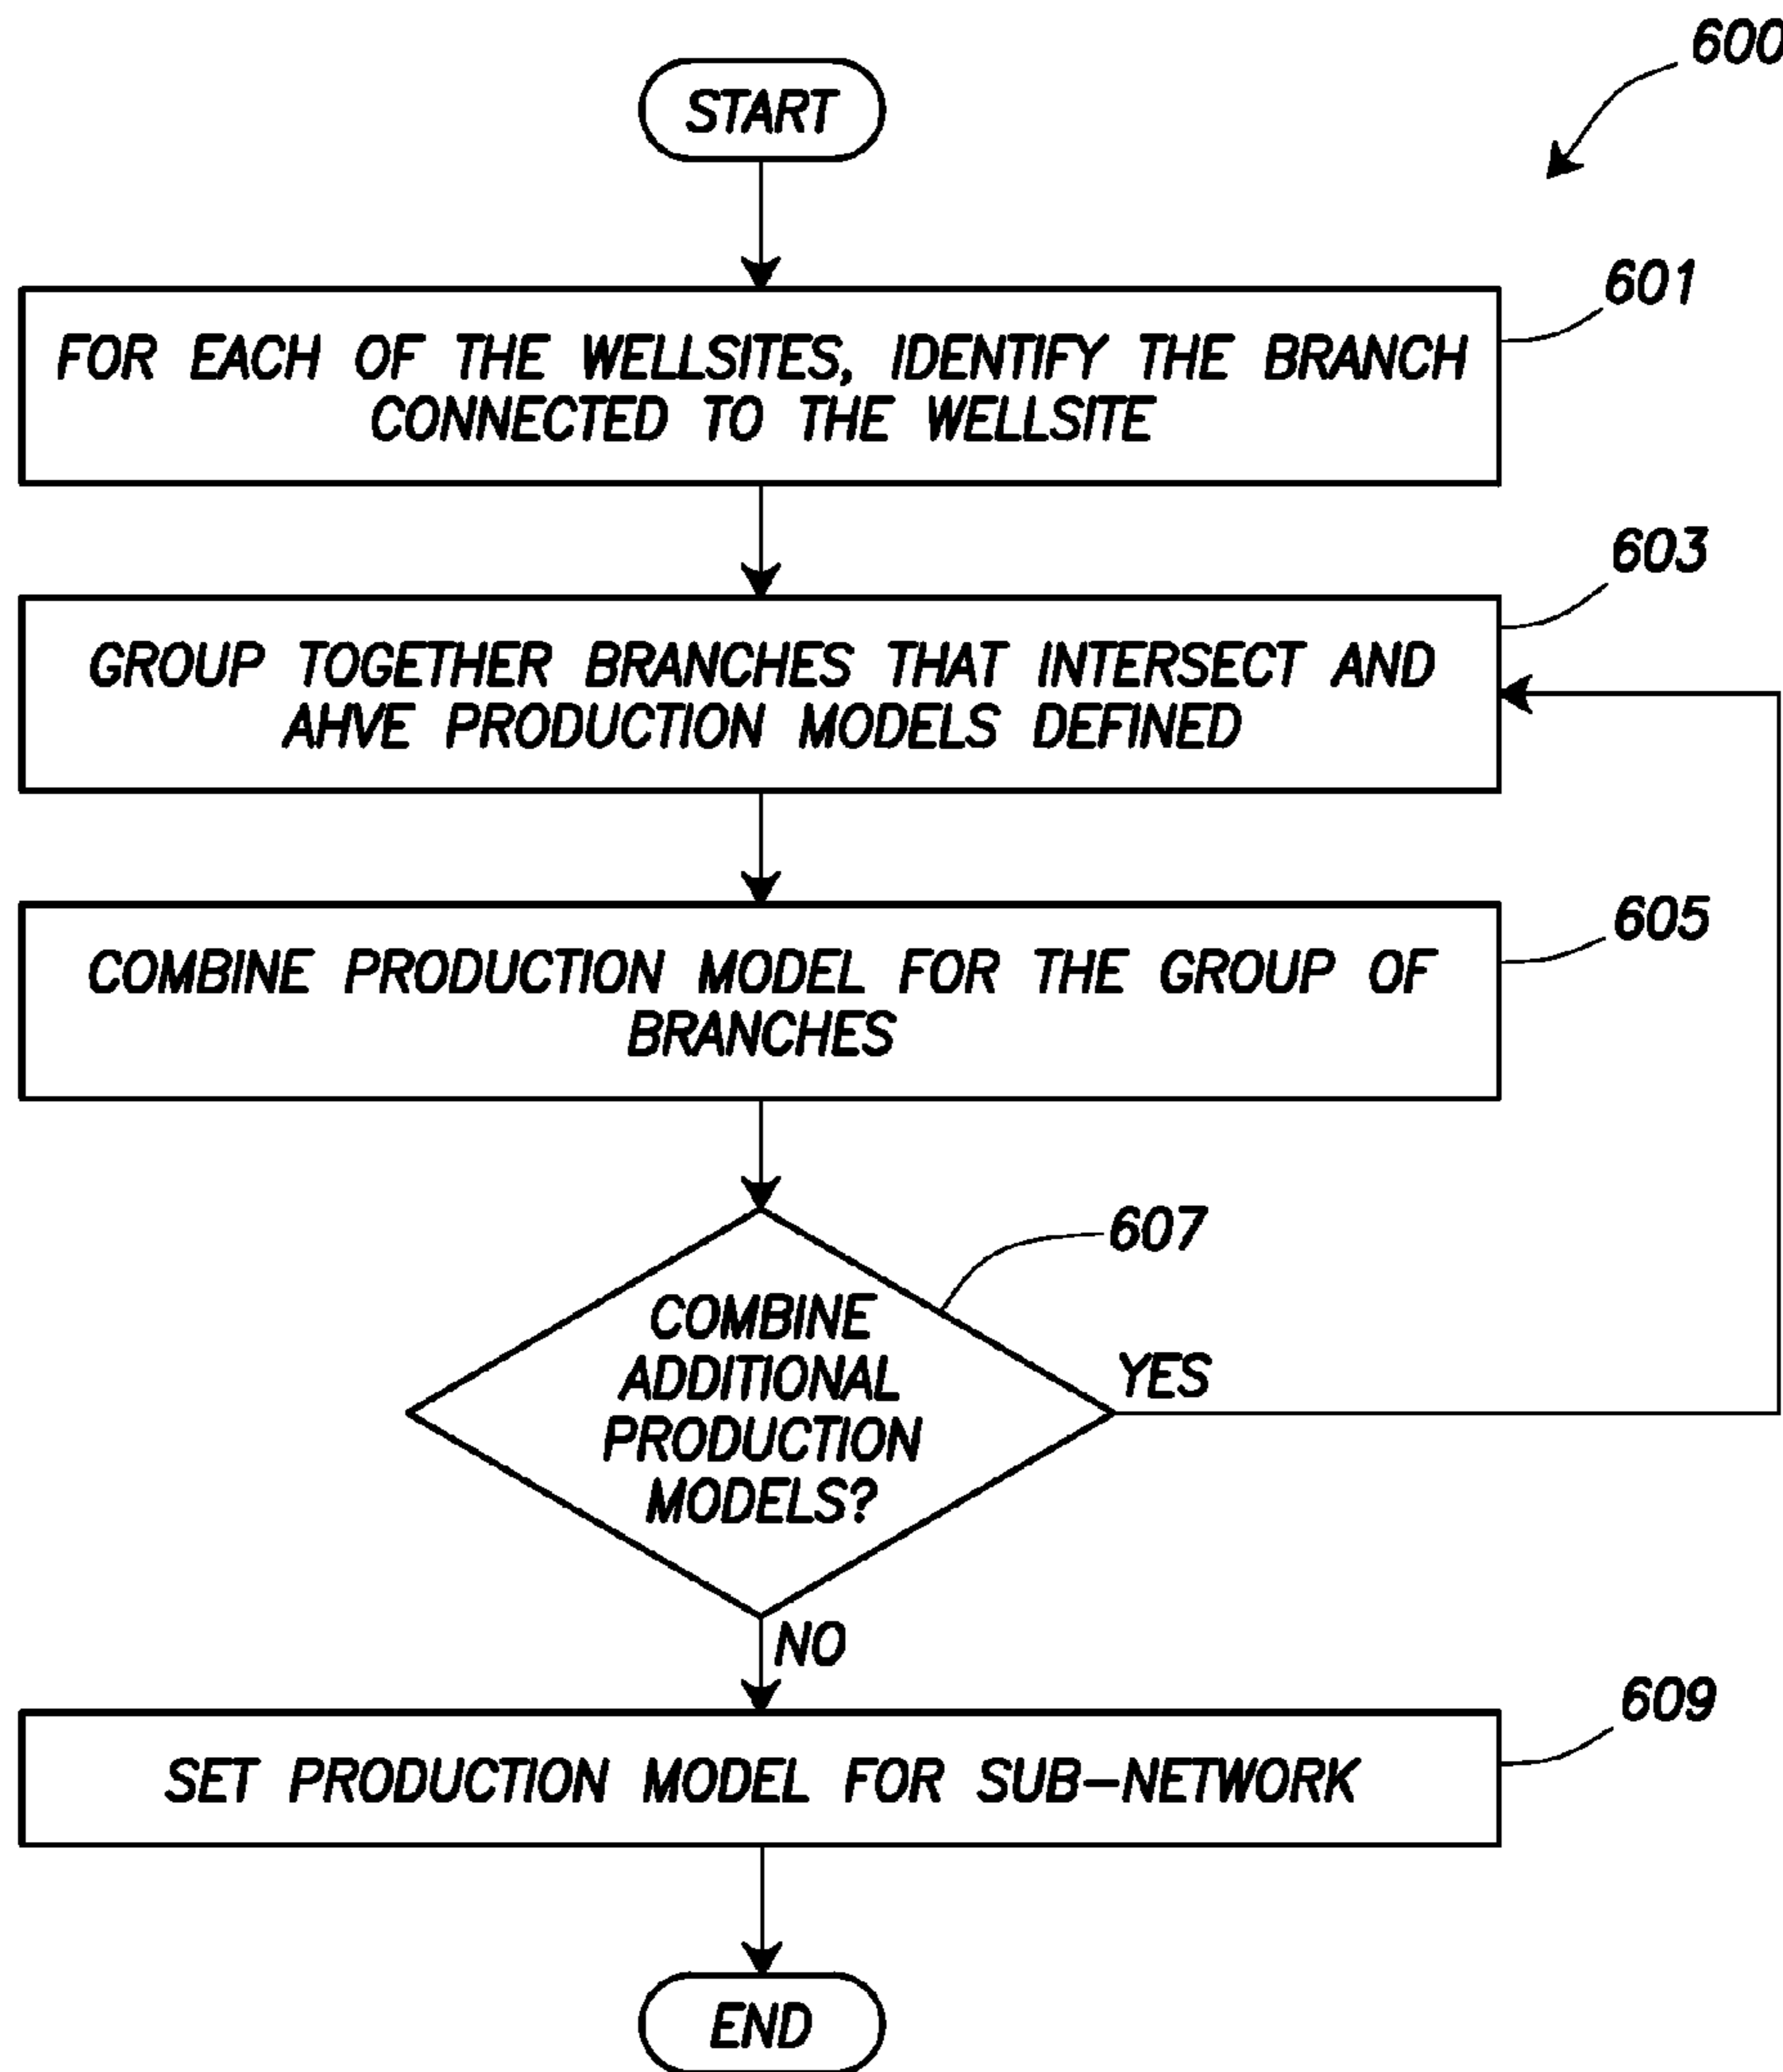 600
START
601
FOR EACH OF THE WELLSITES, IDENTIFY THE BRANCH
CONNECTED TO THE WELLSITE
603
GROUP TOGETHER BRANCHES THAT INTERSECT AND
AHVE PRODUCTION MODELS DEFINED
605
COMBINE PRODUCTION MODEL FOR THE GROUP OF
BRANCHES
607
COMBINE
ADDITIONAL
PRODUCTION
MODELS?
YES
NO
609
SET PRODUCTION MODEL FOR SUB-NETWORK
END